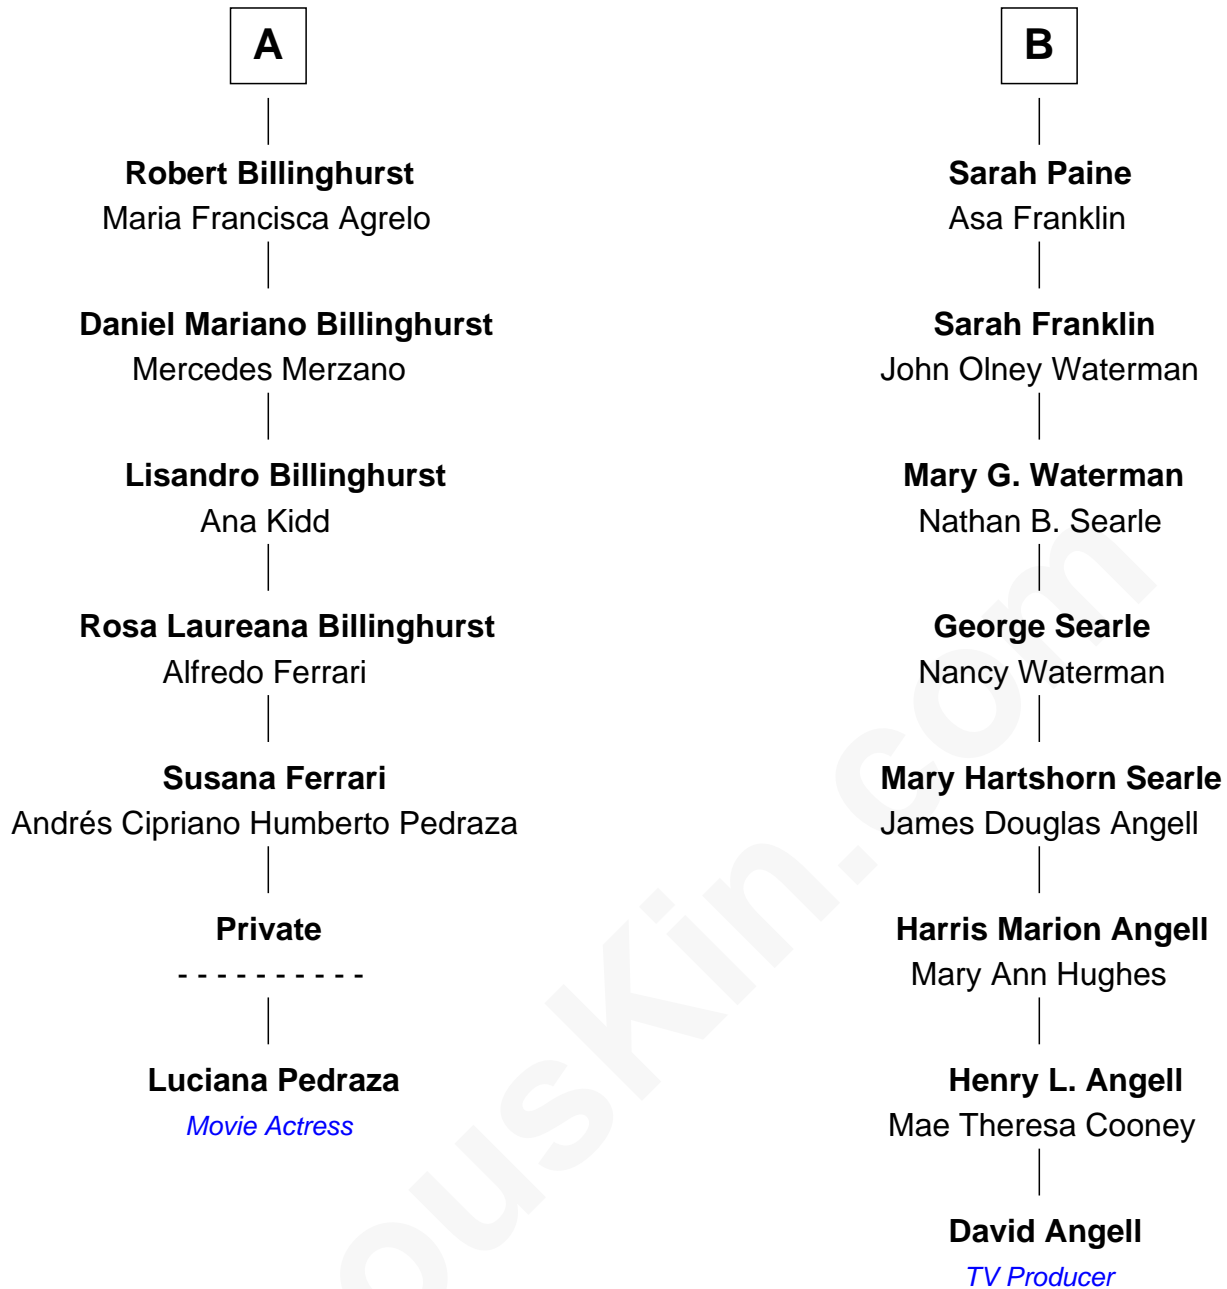 A
Robert Billinghurst
Maria Francisca Agrelo
Daniel Mariano Billinghurst
Mercedes Merzano
Lisandro Billinghurst
Ana Kidd
Rosa Laureana Billinghurst
Alfredo Ferrari
Susana Ferrari
Andrés Cipriano Humberto Pedraza
Private
- - - - - - - - - -
Luciana Pedraza
Movie Actress
B
Sarah Paine
Asa Franklin
Sarah Franklin
John Olney Waterman
Mary G. Waterman
Nathan B. Searle
George Searle
Nancy Waterman
Mary Hartshorn Searle
James Douglas Angell
Harris Marion Angell
Mary Ann Hughes
Henry L. Angell
Mae Theresa Cooney
David Angell
TV Producer
ousKin.com